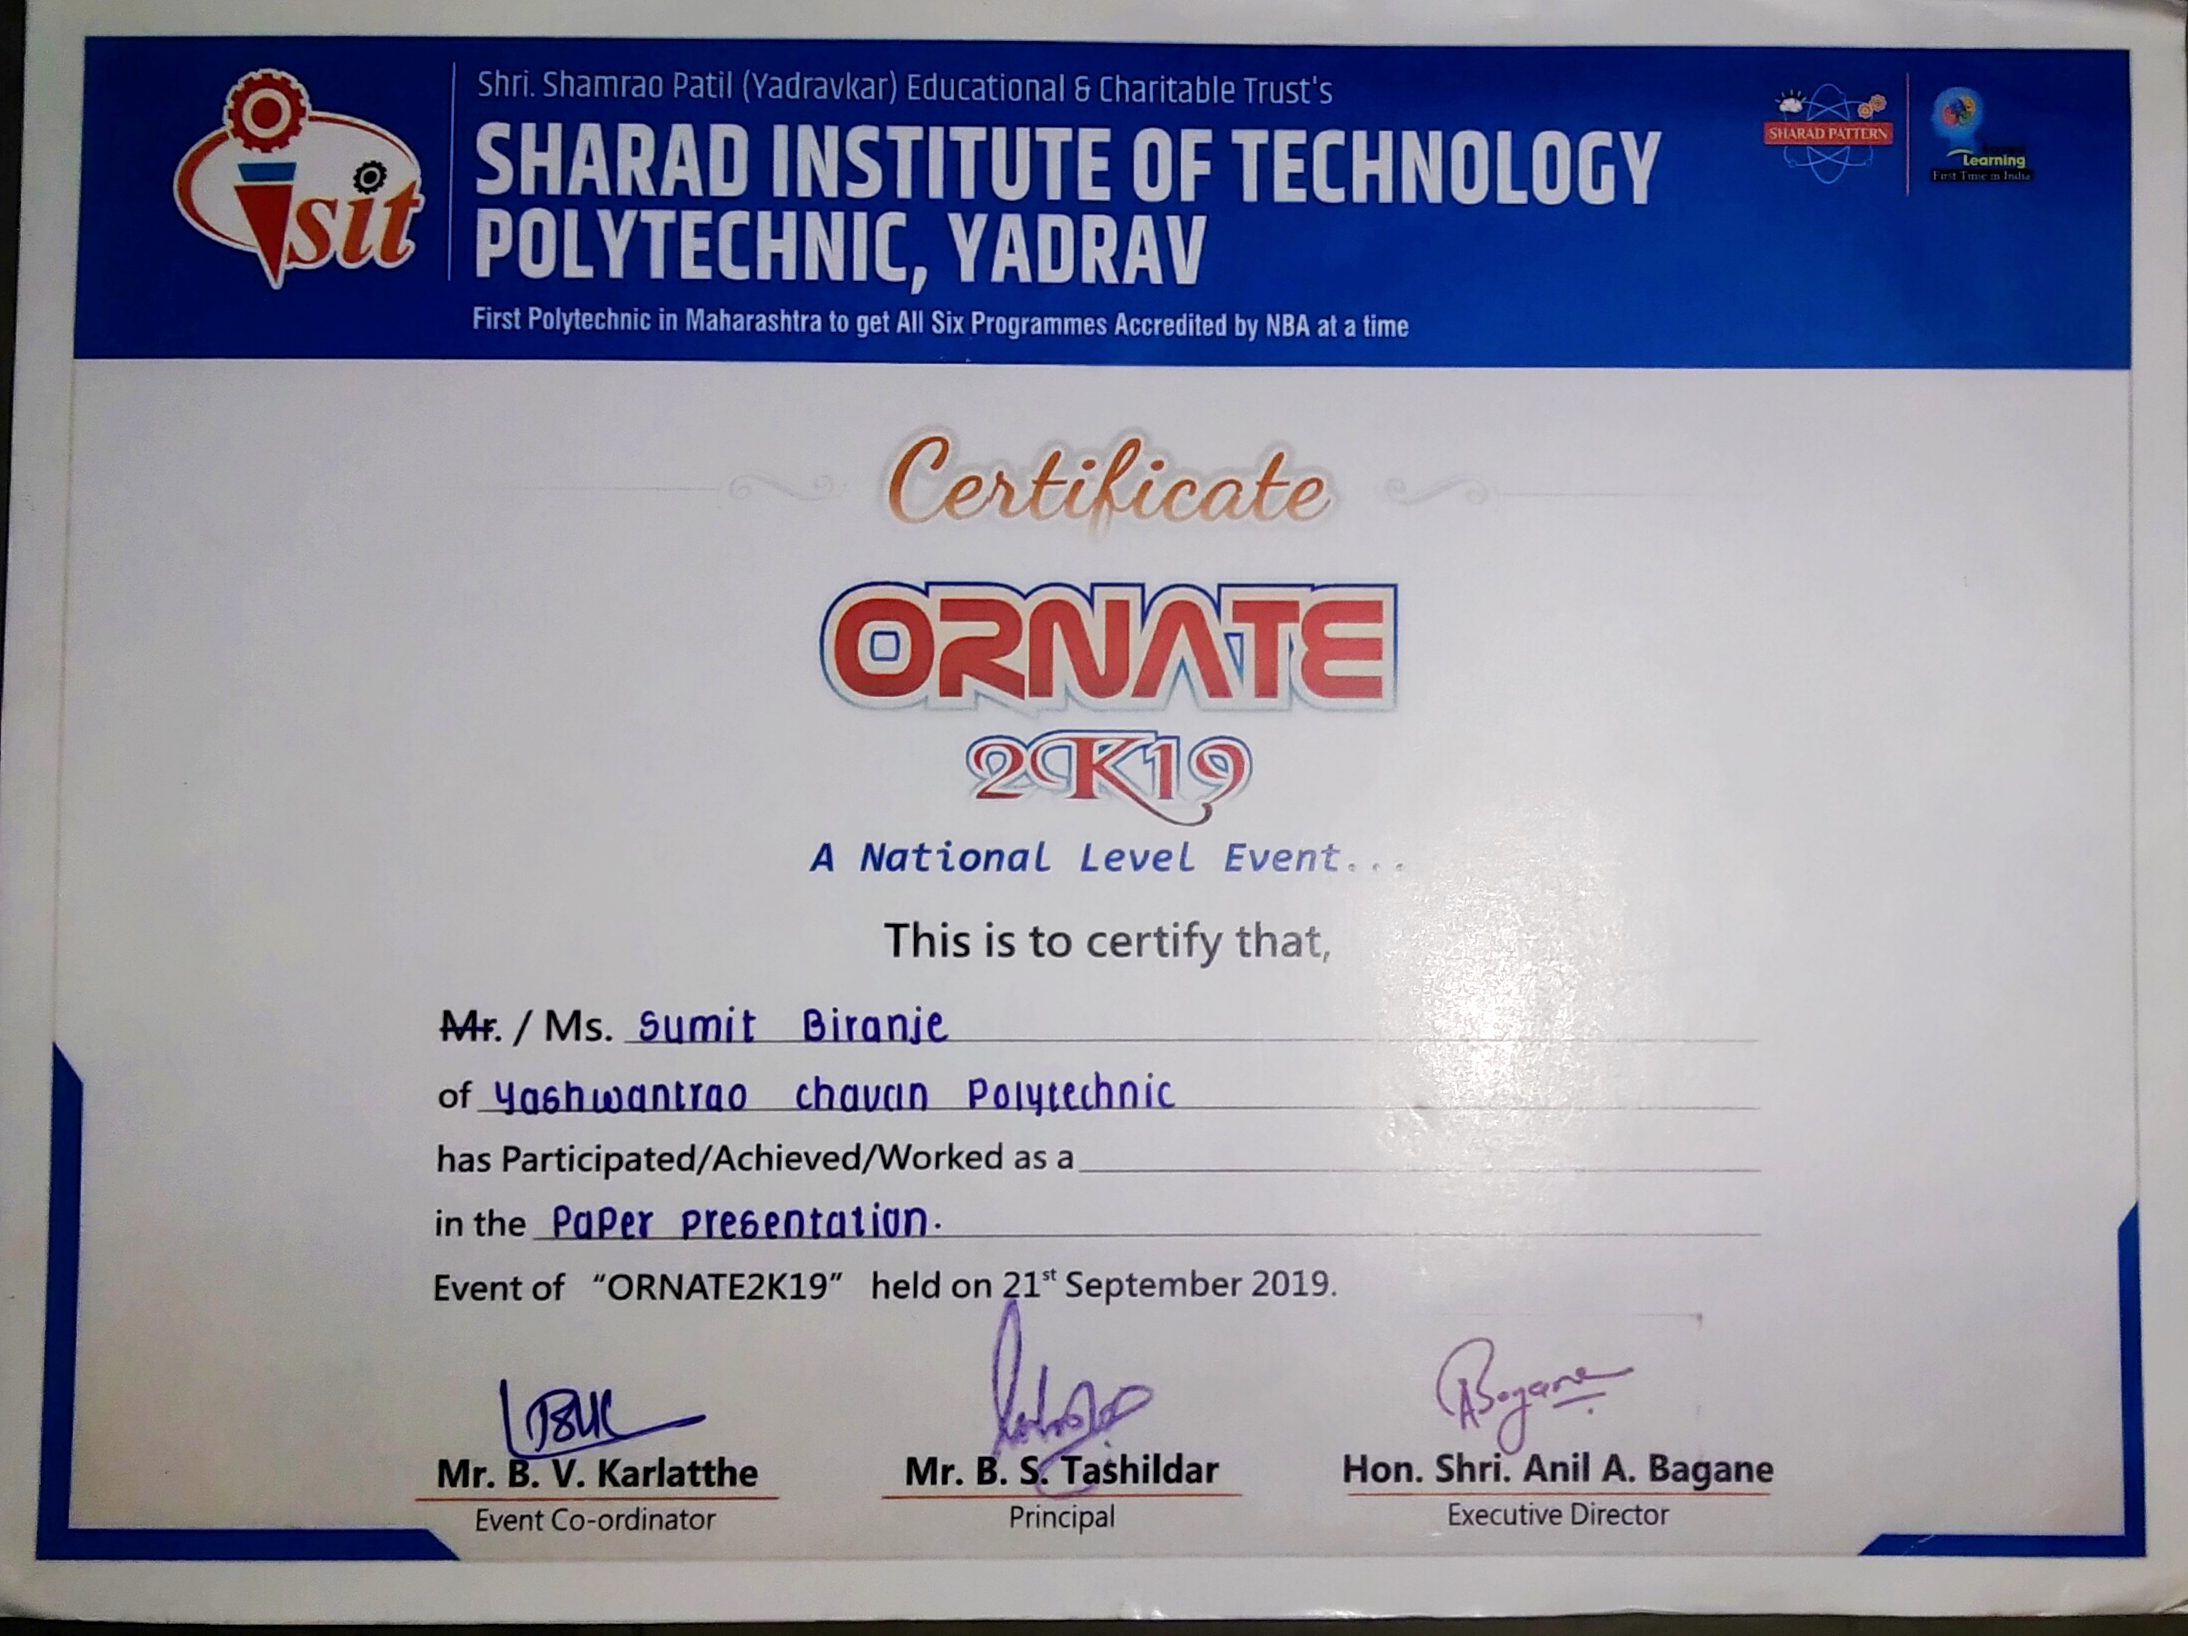 Shri. Shamrao Patil (Yadravkar) Educational & Charitable Trust's
SHARAD INSTITUTE OF TECHNOLOGY
POLYTECHNIC, YADRAV
First Polytechnic in Maharashtra to get All Six Programmes Accredited by NBA at a time
isit
SHARAD PATTERN
Learning
First Time in India
Certificate
ORNATE
2K19
A National Level Event...
This is to certify that,
Mr. / Ms. Sumit Biranje
of Yashwantrao chavan Polytechnic
has Participated/Achieved/Worked as a
in the Paper presentation.
Event of “ORNATE2K19” held on 21st September 2019.
ABagane
Mr. B. V. Karlatthe
Event Co-ordinator
Mr. B. S. Tashildar
Principal
Hon. Shri. Anil A. Bagane
Executive Director